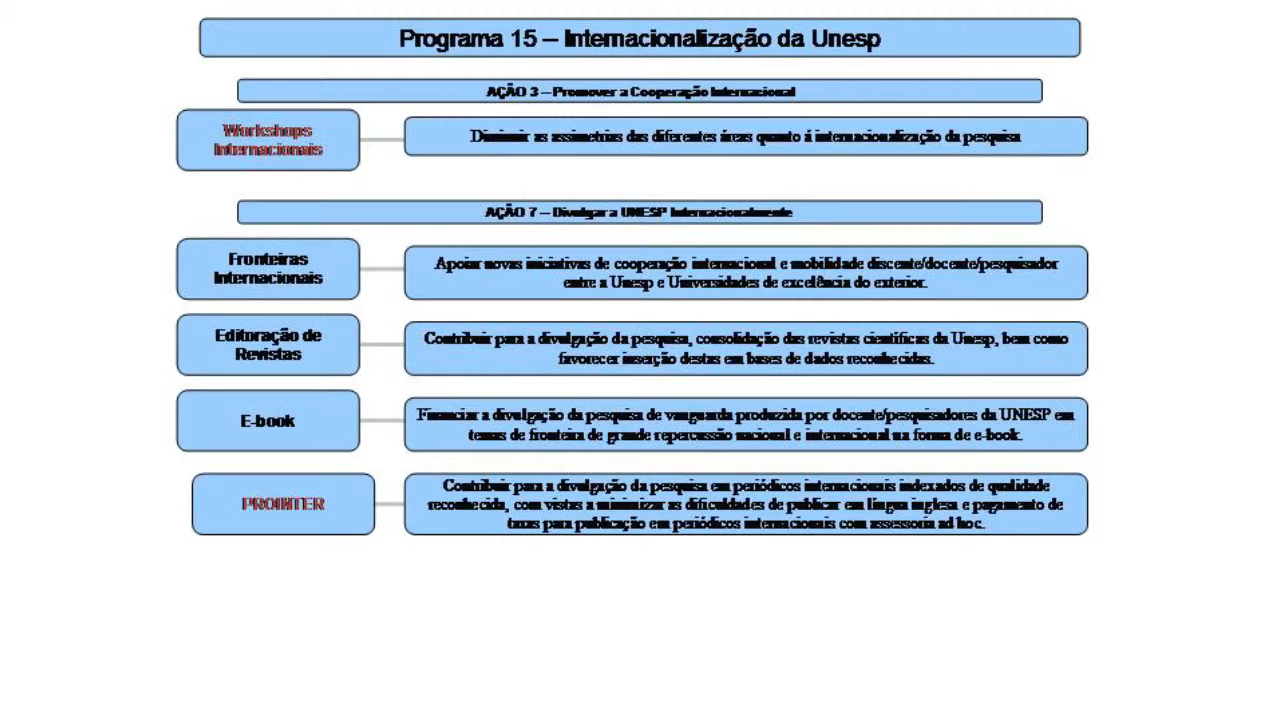 Programa 15 – Internacionalização da Unesp
AÇÃO 3 – Promover a Cooperação Internacional
Workshops
Internacionais
Diminuir as assimetrias das diferentes áreas quanto á internacionalização da pesquisa
AÇÃO 7 – Divulgar a UNESP Internacionalmente
Fronteiras
Internacionais
Apoiar novas iniciativas de cooperação internacional e mobilidade discente/docente/pesquisador
entre a Unesp e Universidades de excelência do exterior.
Editoração de
Revistas
Contribuir para a divulgação da pesquisa, consolidação das revistas científicas da Unesp, bem como
favorecer inserção destas em bases de dados reconhecidas.
E-book
Financiar a divulgação da pesquisa de vanguarda produzida por docente/pesquisadores da UNESP em
temas de fronteira de grande repercussão nacional e internacional na forma de e-book.
PROINTER
Contribuir para a divulgação da pesquisa em periódicos internacionais indexados de qualidade
reconhecida, com vistas a minimizar as dificuldades de publicar em língua inglesa e pagamento de
taxas para publicação em periódicos internacionais com assessoria ad hoc.